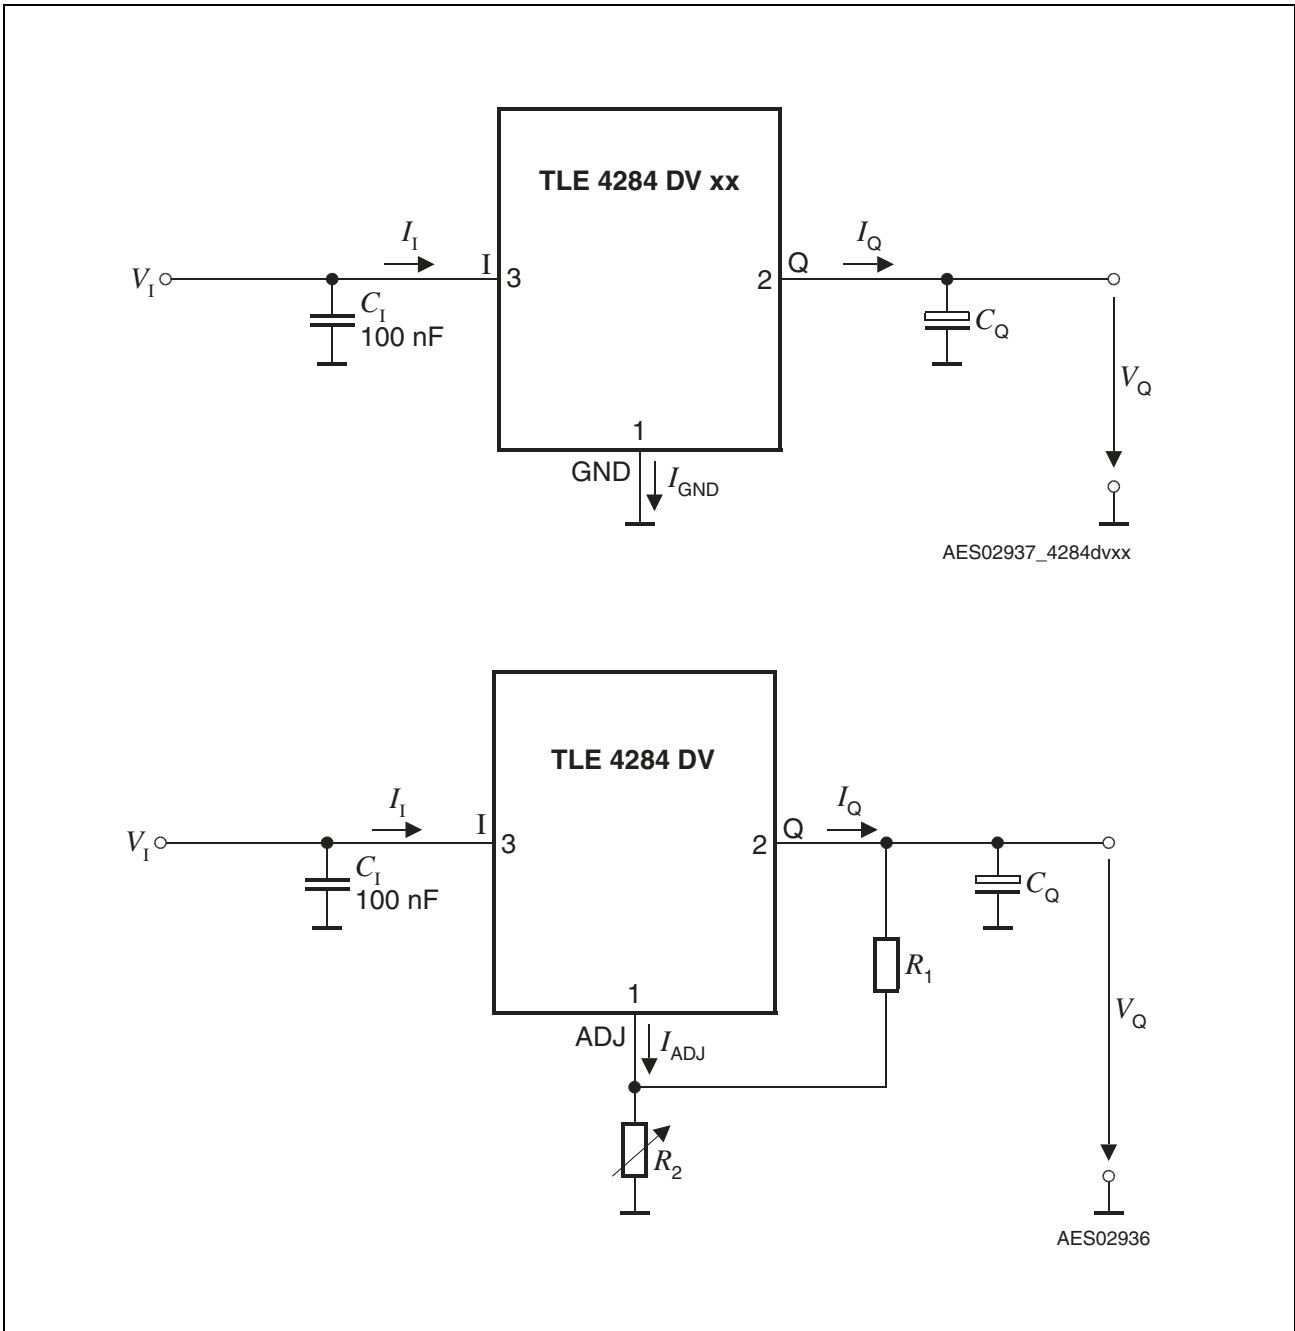 TLE 4284 DV xx
I_I
I_Q
V_I
I
3
2
Q
C_I
100 nF
C_Q
V_Q
1
GND
I_GND
AES02937_4284dvxx
TLE 4284 DV
I_I
I_Q
V_I
I
3
2
Q
C_I
100 nF
C_Q
R_1
1
V_Q
ADJ
I_ADJ
R_2
AES02936